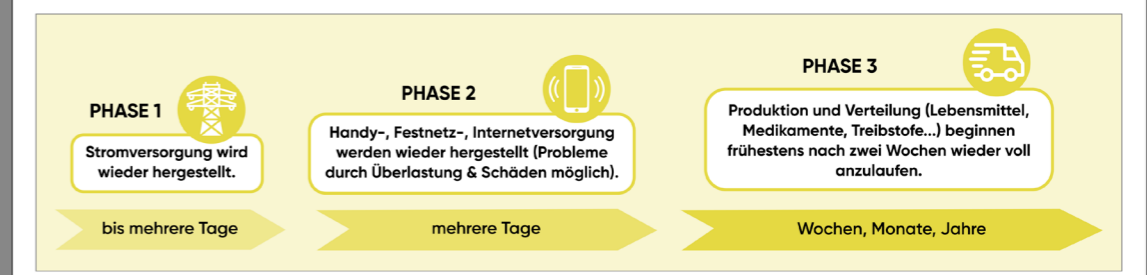 PHASE 1
Stromversorgung wird
wieder hergestellt.
bis mehrere Tage
PHASE 2
Handy-, Festnetz-, Internetversorgung
werden wieder hergestellt (Probleme
durch Überlastung & Schäden möglich).
mehrere Tage
PHASE 3
Produktion und Verteilung (Lebensmittel,
Medikamente, Treibstofe...) beginnen
frühestens nach zwei Wochen wieder voll
anzulaufen.
Wochen, Monate, Jahre